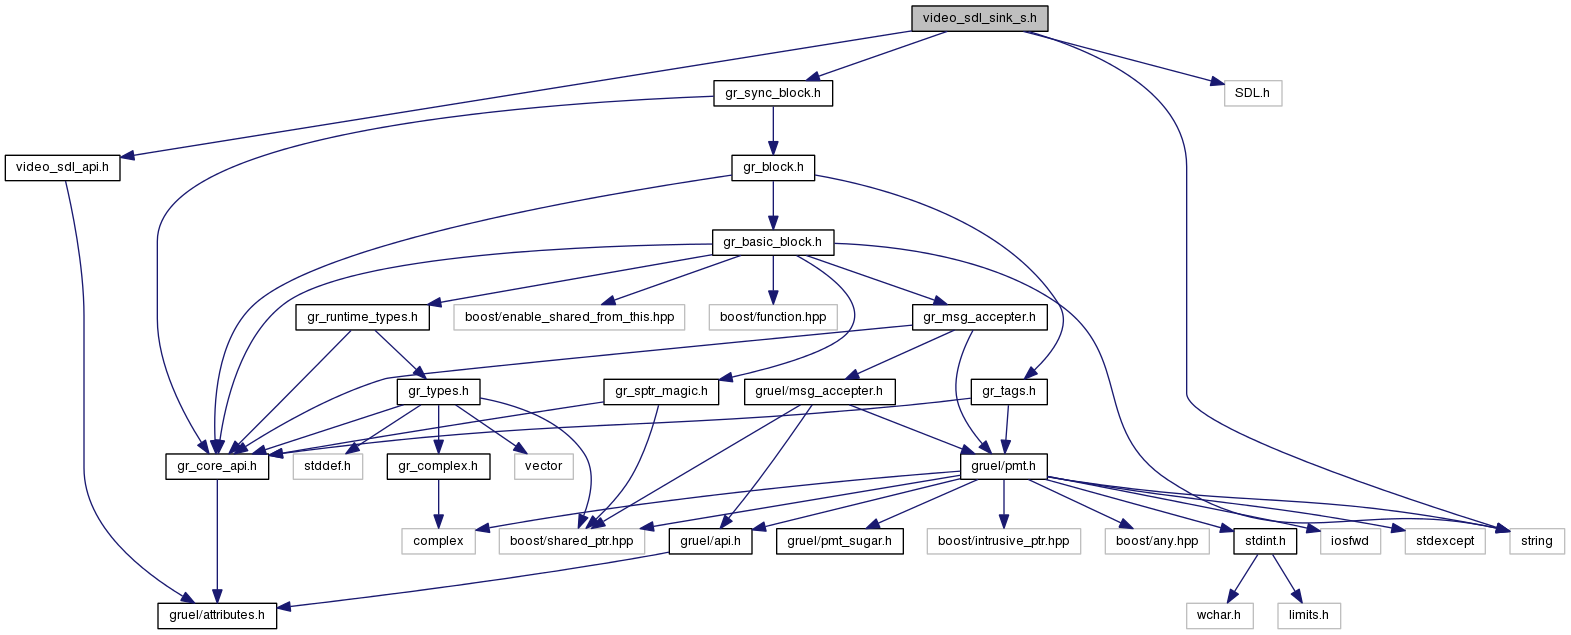 video_sdl_sink_s.h
gr_sync_block.h
SDL.h
video_sdl_api.h
gr_block.h
gr_basic_block.h
gr_runtime_types.h
boost/enable_shared_from_this.hpp
boost/function.hpp
gr_msg_accepter.h
gr_types.h
gr_sptr_magic.h
gruel/msg_accepter.h
gr_tags.h
gr_core_api.h
stddef.h
gr_complex.h
vector
gruel/pmt.h
complex
boost/shared_ptr.hpp
gruel/api.h
gruel/pmt_sugar.h
boost/intrusive_ptr.hpp
boost/any.hpp
stdint.h
iosfwd
stdexcept
string
gruel/attributes.h
wchar.h
limits.h